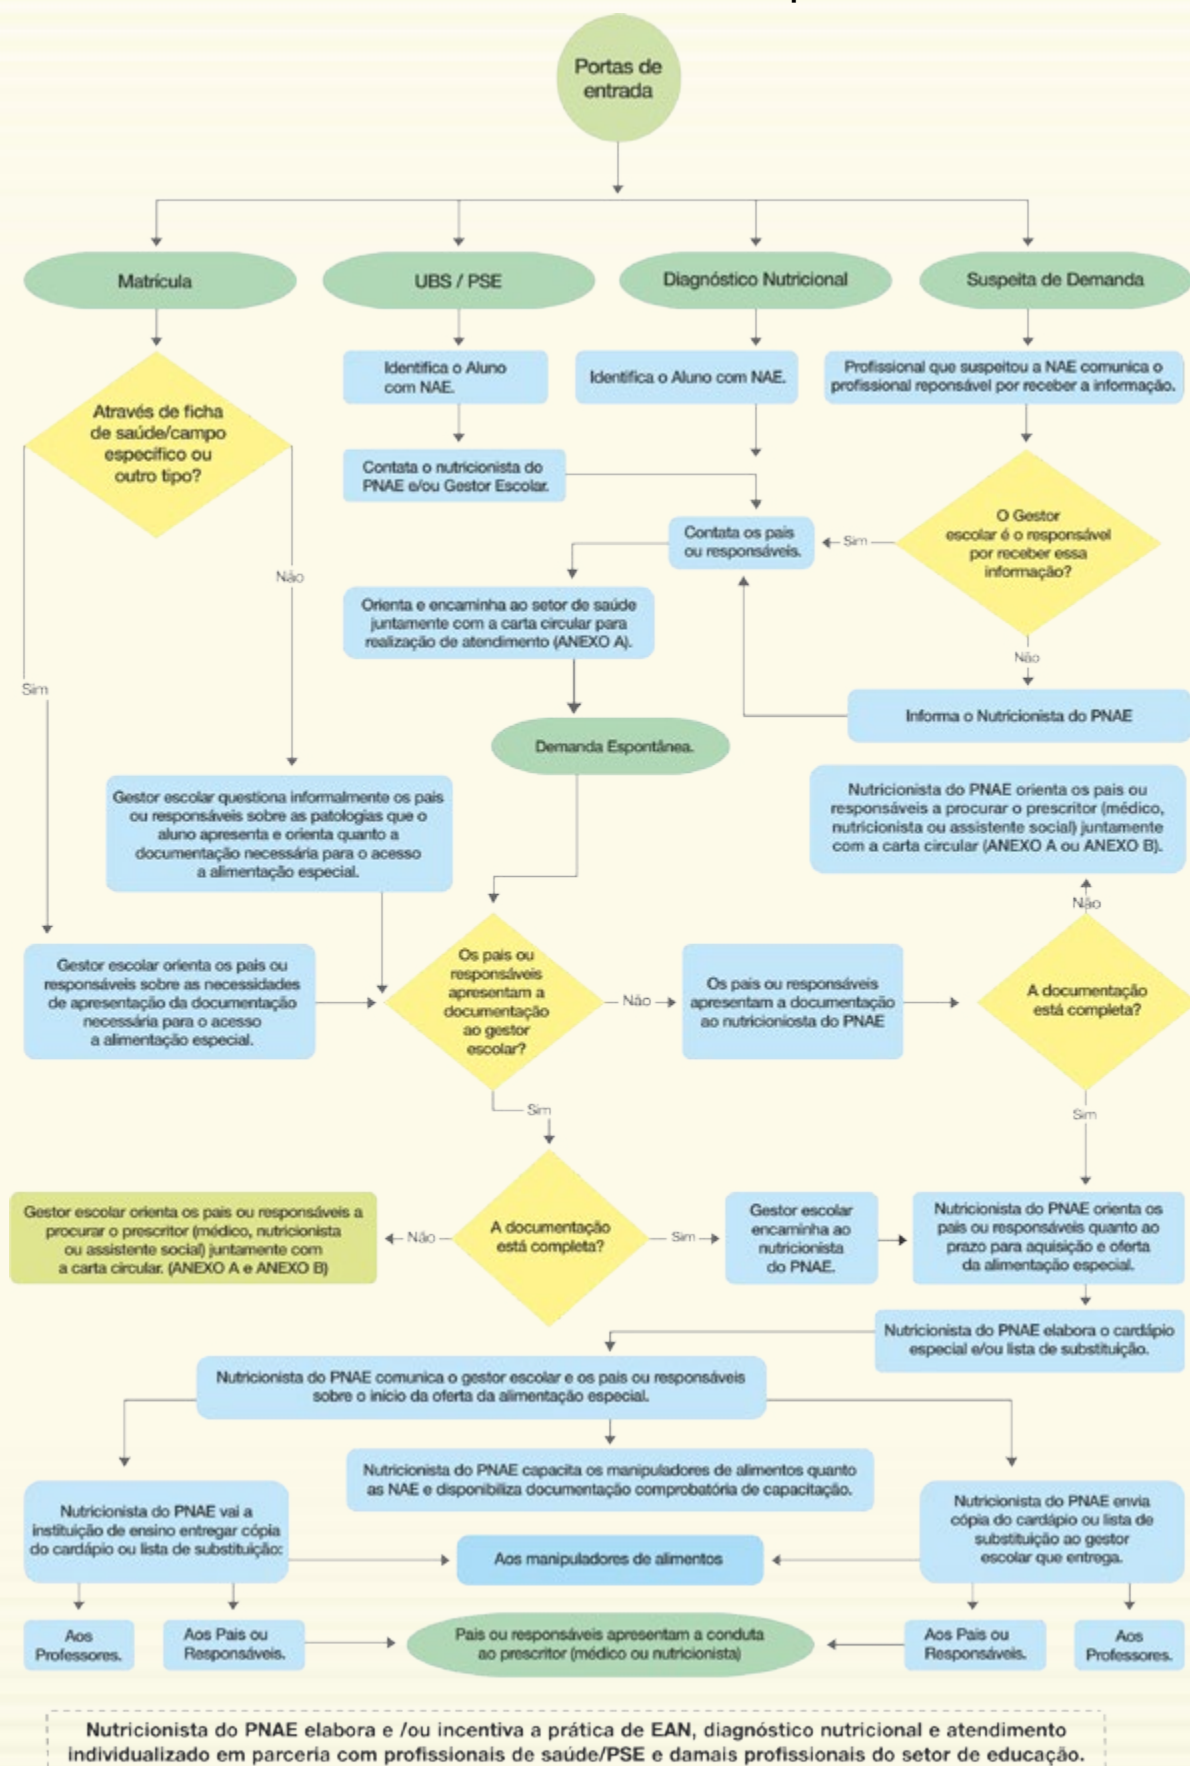 Portas de
entrada
Matrícula
UBS / PSE
Diagnóstico Nutricional
Suspeita de Demanda
Através de ficha
de saúde/campo
específico ou
outro tipo?
Identifica o Aluno
com NAE.
Identifica o Aluno com NAE.
Profissional que suspeitou a NAE comunica o
profissional reponsável por receber a informação.
Contata o nutricionista do
PNAE e/ou Gestor Escolar.
O Gestor
escolar é o responsável
por receber essa
informação?
Sim
Contata os pais
ou responsáveis.
Não
Orienta e encaminha ao setor de saúde
juntamente com a carta circular para
realização de atendimento (ANEXO A).
Não
Sim
Informa o Nutricionista do PNAE
Demanda Espontânea.
Gestor escolar questiona informalmente os pais
ou responsáveis sobre as patologias que o
aluno apresenta e orienta quanto a
documentação necessária para o acesso
a alimentação especial.
Nutricionista do PNAE orienta os pais ou
responsáveis a procurar o prescritor (médico,
nutricionista ou assistente social) juntamente
com a carta circular (ANEXO A ou ANEXO B).
Não
Gestor escolar orienta os pais ou
responsáveis sobre as necessidades
de apresentação da documentação
necessária para o acesso
a alimentação especial.
Os pais ou
responsáveis
apresentam a
documentação
ao gestor
escolar?
Não
Os pais ou responsáveis
apresentam a documentação
ao nutricioniosta do PNAE
A documentação
está completa?
Sim
Sim
Gestor escolar orienta os pais ou responsáveis a
procurar o prescritor (médico, nutricionista
ou assistente social) juntamente com
a carta circular. (ANEXO A e ANEXO B)
Não
A documentação
está completa?
Sim
Gestor escolar
encaminha ao
nutricionista
do PNAE.
Nutricionista do PNAE orienta os
pais ou responsáveis quanto ao
prazo para aquisição e oferta
da alimentação especial.
Nutricionista do PNAE elabora o cardápio
especial e/ou lista de substituição.
Nutricionista do PNAE comunica o gestor escolar e os pais ou responsáveis
sobre o inicio da oferta da alimentação especial.
Nutricionista do PNAE capacita os manipuladores de alimentos quanto
as NAE e disponibiliza documentação comprobatória de capacitação.
Nutricionista do PNAE vai a
instituição de ensino entregar cópia
do cardápio ou lista de substituição:
Nutricionista do PNAE envia
cópia do cardápio ou lista de
substituição ao gestor
escolar que entrega.
Aos manipuladores de alimentos
Aos
Professores.
Aos Pais ou
Responsáveis.
Pais ou responsáveis apresentam a conduta
ao prescritor (médico ou nutricionista)
Aos Pais ou
Responsáveis.
Aos
Professores.
Nutricionista do PNAE elabora e /ou incentiva a prática de EAN, diagnóstico nutricional e atendimento
individualizado em parceria com profissionais de saúde/PSE e damais profissionais do setor de educação.